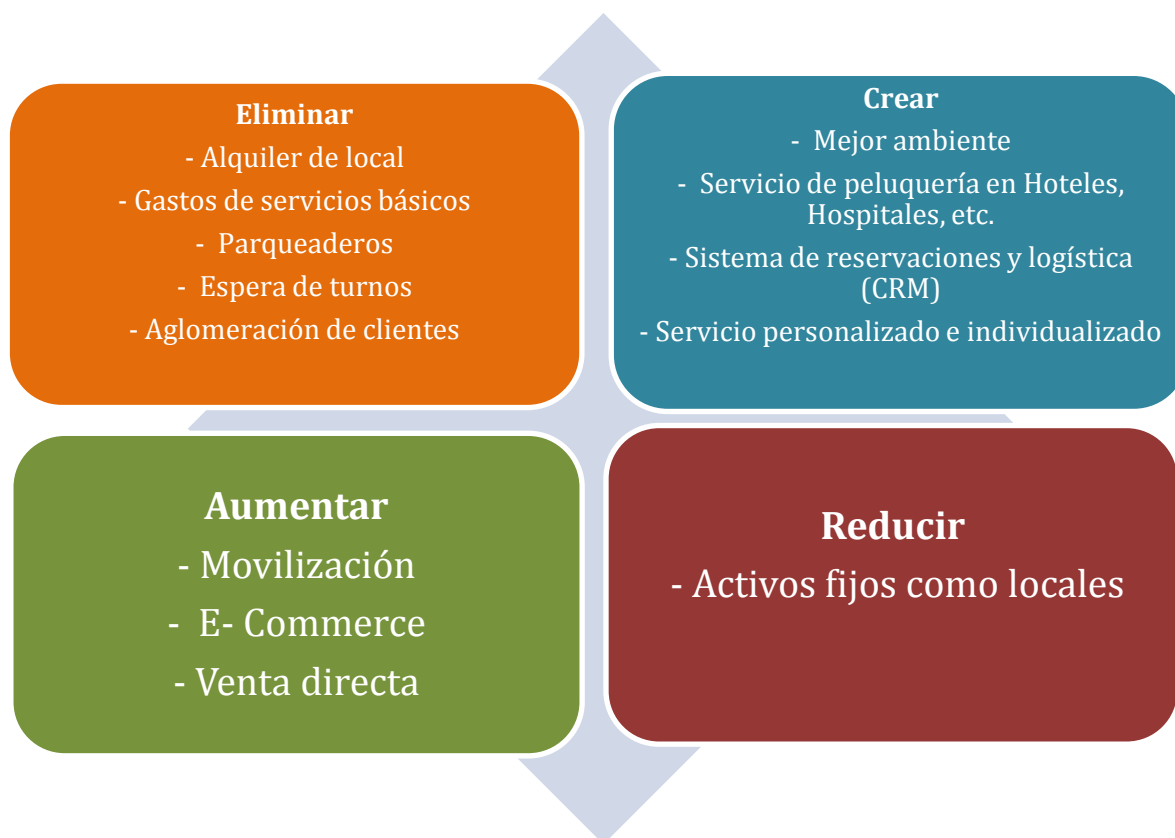 Eliminar
- Alquiler de local
- Gastos de servicios básicos
- Parqueaderos
- Espera de turnos
- Aglomeración de clientes
Crear
- Mejor ambiente
- Servicio de peluquería en Hoteles,
Hospitales, etc.
- Sistema de reservaciones y logística
(CRM)
- Servicio personalizado e individualizado
Aumentar
- Movilización
- E- Commerce
- Venta directa
Reducir
- Activos fijos como locales